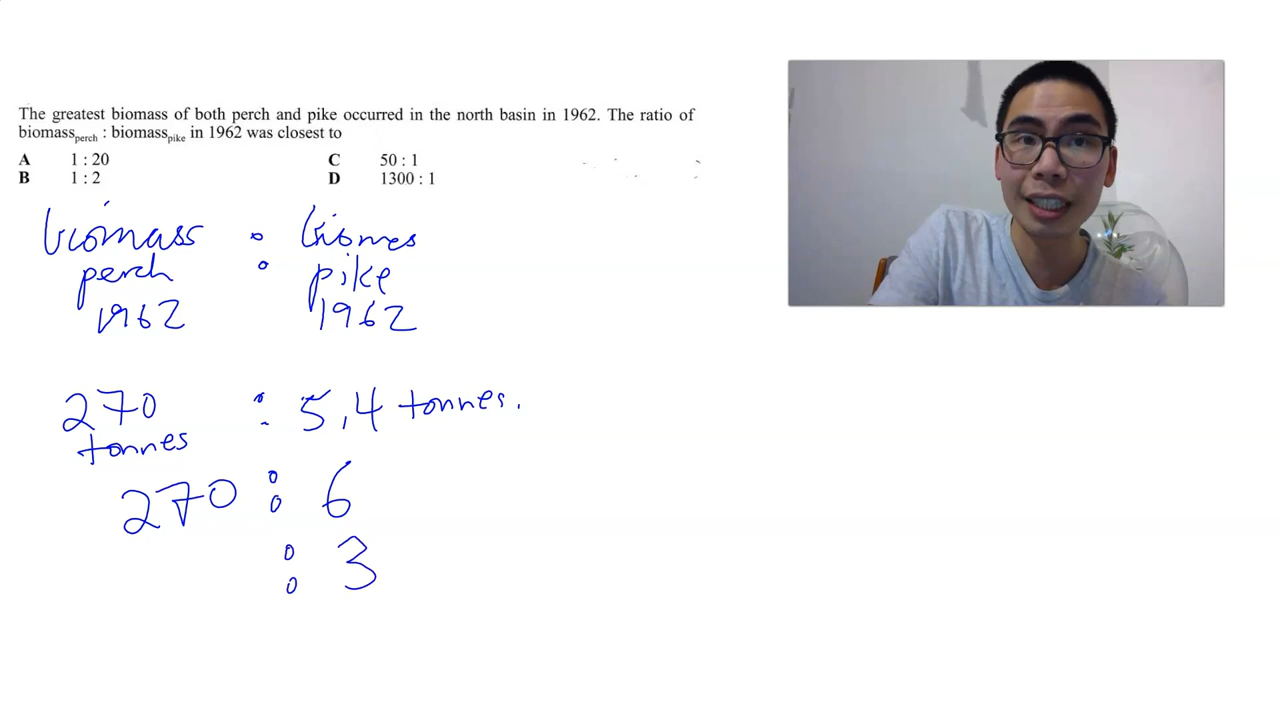 The greatest biomass of both perch and pike occurred in the north basin in 1962. The ratio of
biomassperch : biomasspike in 1962 was closest to
A 1 : 20 C 50 : 1
B 1 : 2 D 1300 : 1
biomass : biomes
perch pike
1962 1962
270 : 5,4 tonnes.
tonnes
270 : 6
: 3